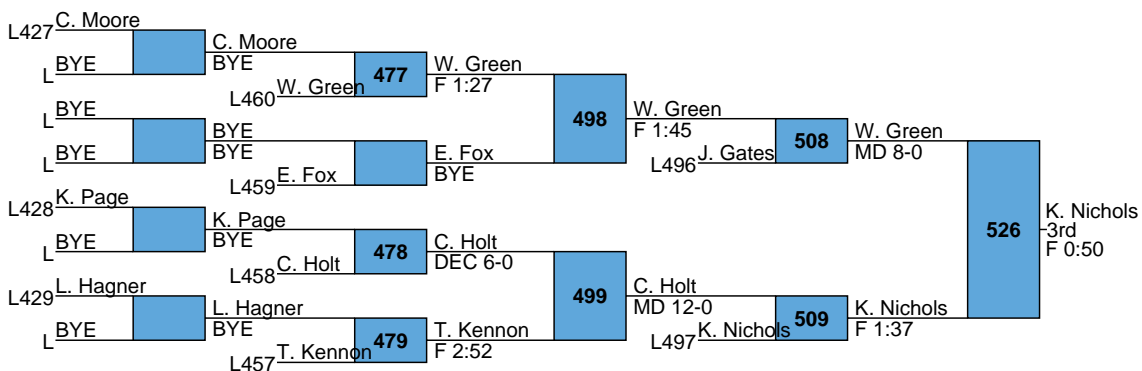 C. Moore
L427
C. Moore
BYE
BYE
L
477
W. Green
F 1:27
W. Green
L460
BYE
L
498
W. Green
F 1:45
BYE
BYE
BYE
L
E. Fox
BYE
E. Fox
L459
508
W. Green
MD 8-0
J. Gates
L496
K. Page
L428
K. Page
BYE
BYE
L
478
C. Holt
DEC 6-0
C. Holt
L458
526
K. Nichols
3rd
F 0:50
L. Hagner
L429
499
C. Holt
MD 12-0
L. Hagner
BYE
BYE
L
479
T. Kennon
F 2:52
T. Kennon
L457
509
K. Nichols
F 1:37
K. Nichols
L497